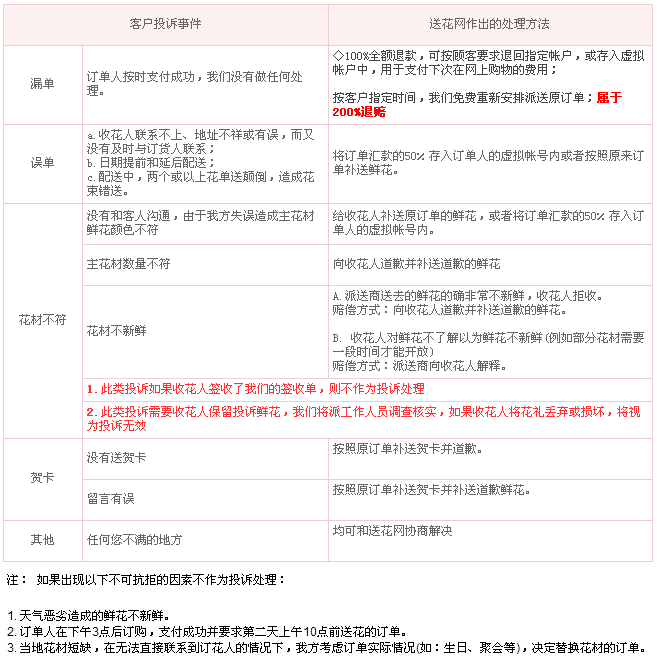 客户投诉事件 送花网作出的处理方法
漏单
订单人按时支付成功，我们没有做任何处
理。
◇100%全额退款，可按顾客要求退回指定帐户，或存入虚拟
帐户中，用于支付下次在网上购物的费用；
按客户指定时间，我们免费重新安排派送原订单；属于
200%退赔
误单
a.收花人联系不上、地址不祥或有误，而又
没有及时与订货人联系；
b.日期提前和延后配送；
c.配送中，两个或以上花单送颠倒，造成花
束错送。
将订单汇款的50% 存入订单人的虚拟帐号内或者按照原来订
单补送鲜花。
花材不符
没有和客人沟通，由于我方失误造成主花材
鲜花颜色不符
给收花人补送原订单的鲜花，或者将订单汇款的50% 存入订
单人的虚拟帐号内。
主花材数量不符
向收花人道歉并补送道歉的鲜花
花材不新鲜
A.派送商送去的鲜花的确非常不新鲜，收花人拒收。
赔偿方式：向收花人道歉并补送道歉的鲜花。
B. 收花人对鲜花不了解以为鲜花不新鲜(例如部分花材需要
一段时间才能开放)
赔偿方式：派送商向收花人解释。
1.此类投诉如果收花人签收了我们的签收单，则不作为投诉处理
2.此类投诉需要收花人保留投诉鲜花，我们将派工作人员调查核实，如果收花人将花礼丢弃或损坏，将视
为投诉无效
贺卡
没有送贺卡
按照原订单补送贺卡并道歉。
留言有误
按照原订单补送贺卡并补送道歉鲜花。
其他
任何您不满的地方
均可和送花网协商解决
注： 如果出现以下不可抗拒的因素不作为投诉处理：
1.天气恶劣造成的鲜花不新鲜。
2.订单人在下午3点后订购，支付成功并要求第二天上午10点前送花的订单。
3.当地花材短缺，在无法直接联系到订花人的情况下，我方考虑订单实际情况(如：生日、聚会等)，决定替换花材的订单。